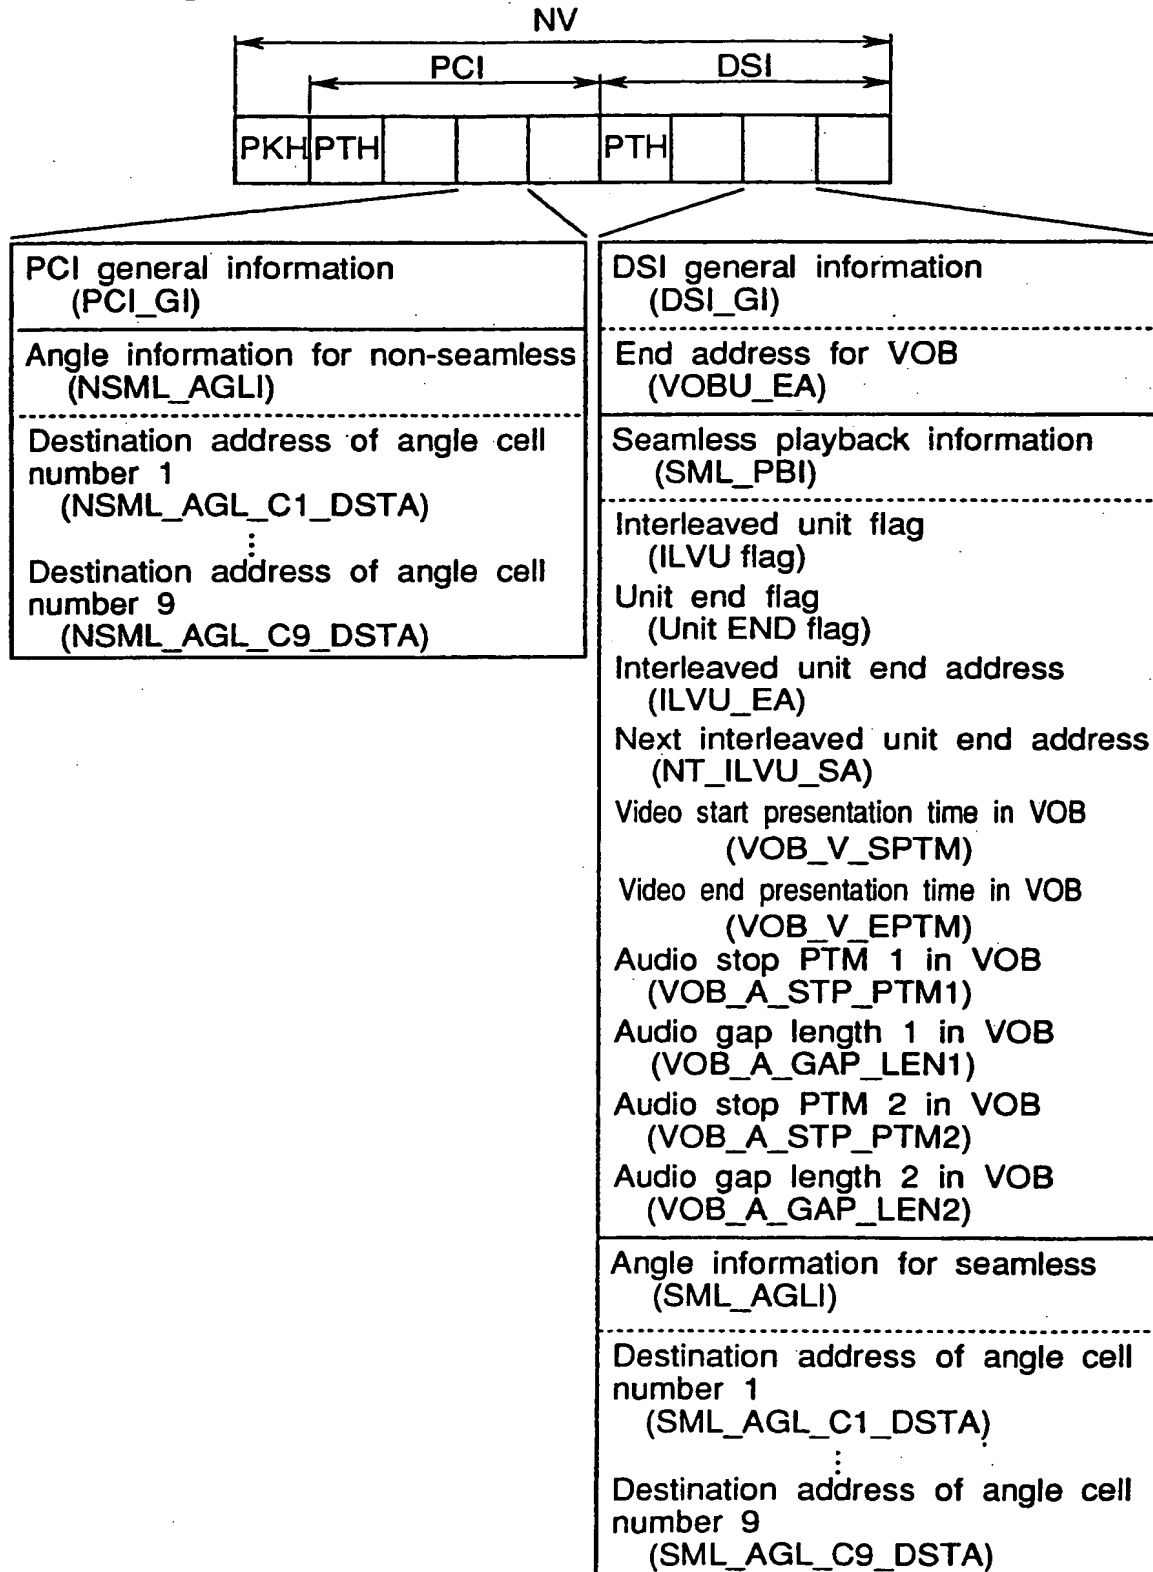 NV
PCI
DSI
PKH
PTH
PTH
PCI general information
(PCI_GI)
Angle information for non-seamless
(NSML_AGLI)
Destination address of angle cell
number 1
(NSML_AGL_C1_DSTA)
Destination address of angle cell
number 9
(NSML_AGL_C9_DSTA)
DSI general information
(DSI_GI)
End address for VOB
(VOBU_EA)
Seamless playback information
(SML_PBI)
Interleaved unit flag
(ILVU flag)
Unit end flag
(Unit END flag)
Interleaved unit end address
(ILVU_EA)
Next interleaved unit end address
(NT_ILVU_SA)
Video start presentation time in VOB
(VOB_V_SPTM)
Video end presentation time in VOB
(VOB_V_EPTM)
Audio stop PTM 1 in VOB
(VOB_A_STP_PTM1)
Audio gap length 1 in VOB
(VOB_A_GAP_LEN1)
Audio stop PTM 2 in VOB
(VOB_A_STP_PTM2)
Audio gap length 2 in VOB
(VOB_A_GAP_LEN2)
Angle information for seamless
(SML_AGLI)
Destination address of angle cell
number 1
(SML_AGL_C1_DSTA)
Destination address of angle cell
number 9
(SML_AGL_C9_DSTA)